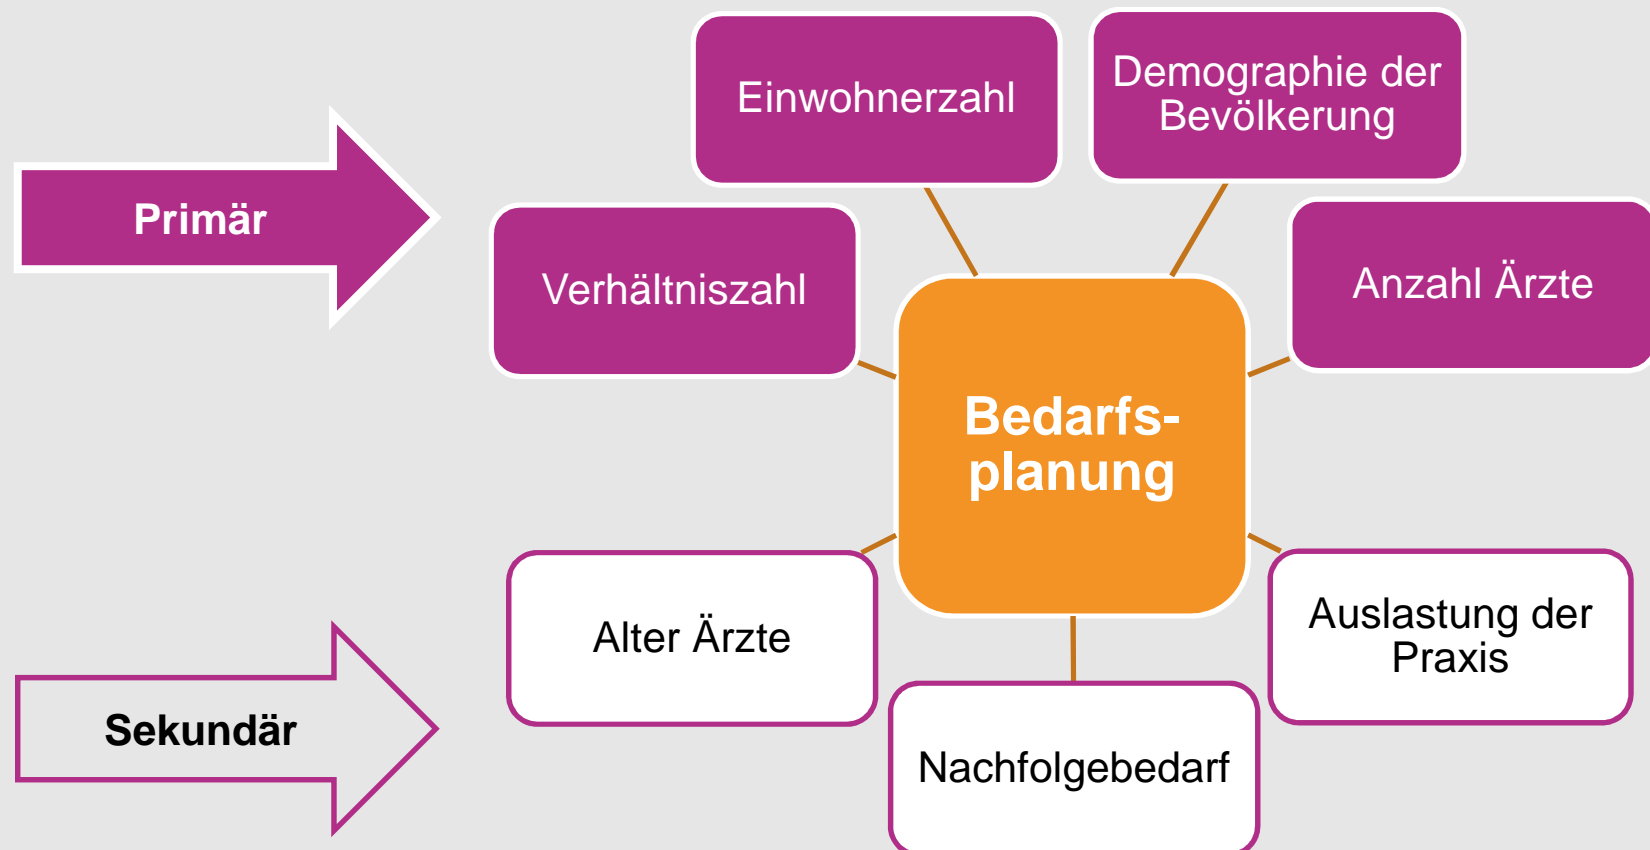 Einwohnerzahl
Demographie der
Bevölkerung
Primär
Verhältniszahl
Anzahl Ärzte
Bedarfs-
planung
Alter Ärzte
Auslastung der
Praxis
Sekundär
Nachfolgebedarf